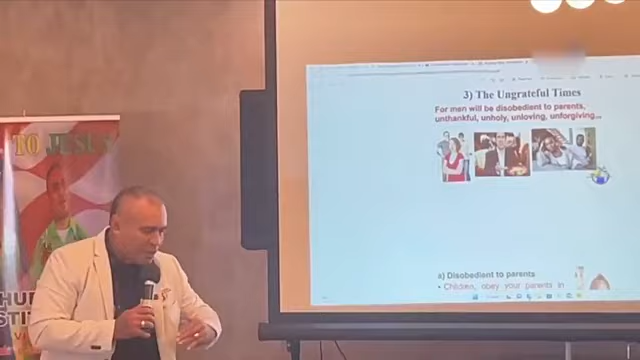 TO JESUS
3) The Ungrateful Times
For men will be disobedient to parents,
unthankful, unholy, unloving, unforgiving...
a) Disobedient to parents
• Children, obey your parents in